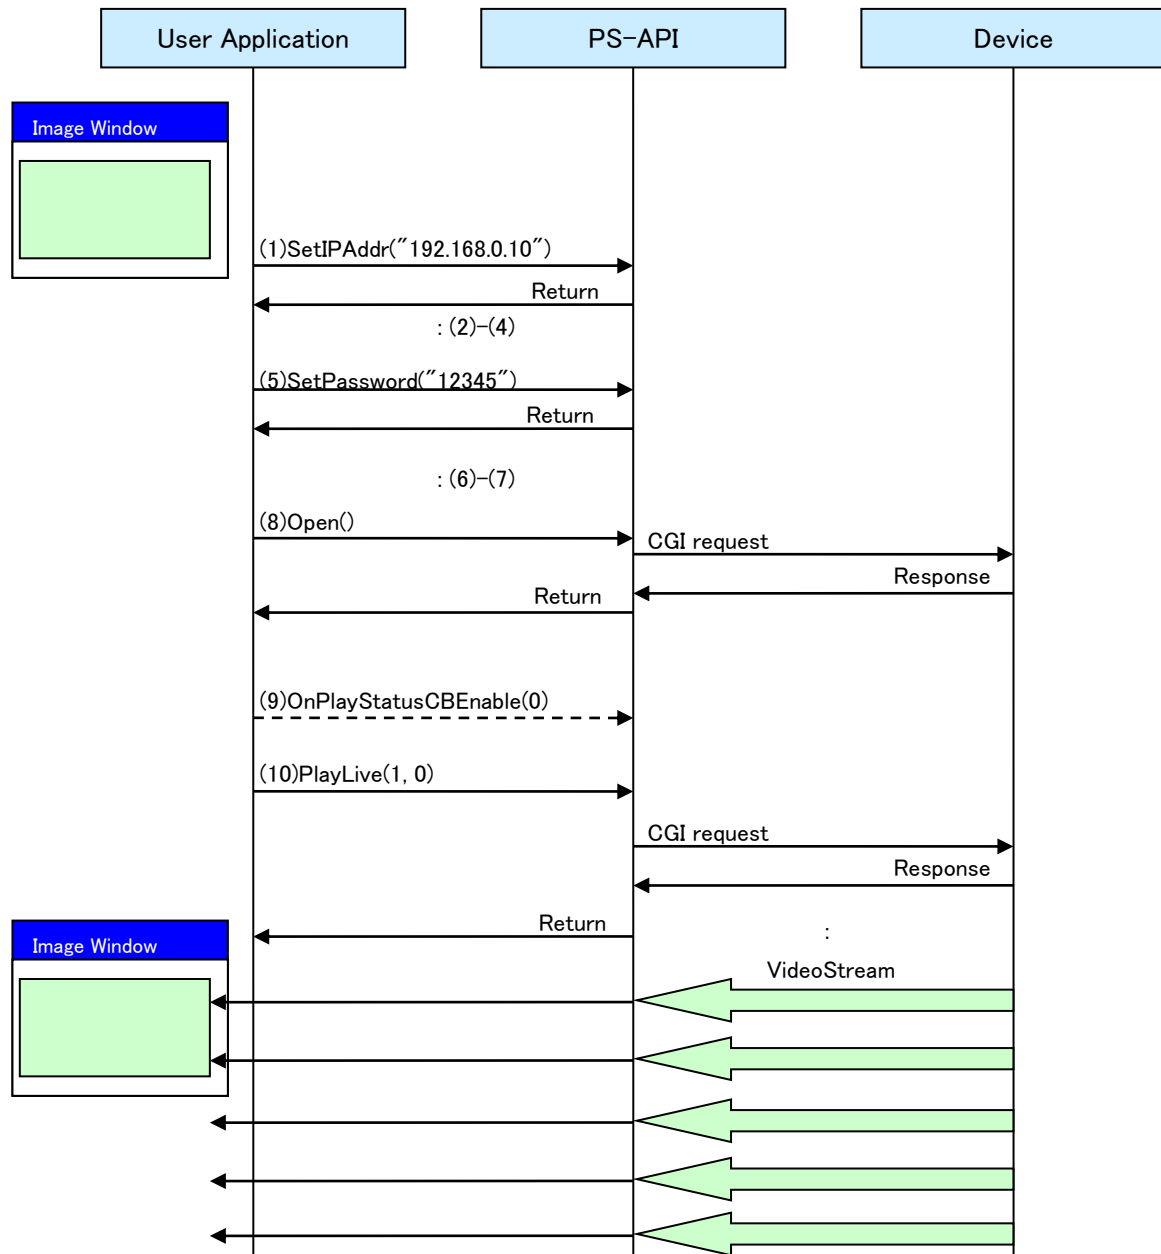 User Application
PS-API
Device
Image Window
(1)SetIPAddr("192.168.0.10")
Return
: (2)-(4)
(5)SetPassword("12345")
Return
: (6)-(7)
(8)Open()
CGI request
Response
Return
(9)OnPlayStatusCBEnable(0)
(10)PlayLive(1, 0)
CGI request
Response
Return
:
Image Window
VideoStream